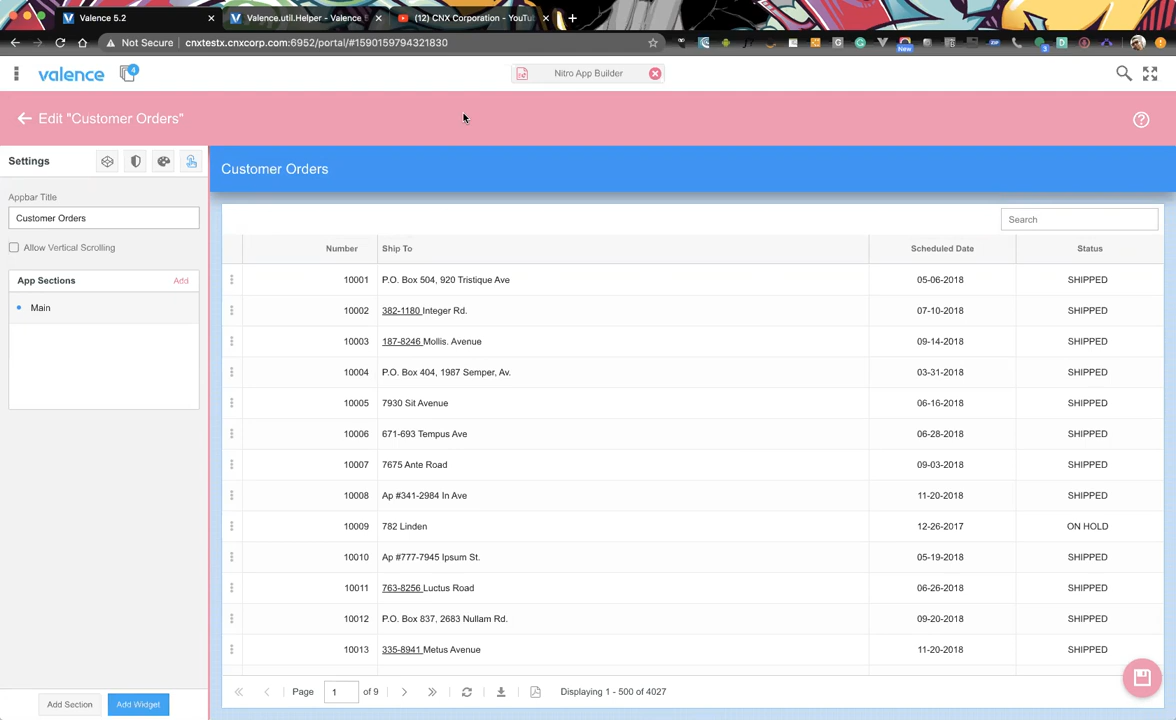 Valence 5.2
Valence.util.Helper - Valence
(12) CNX Corporation - YouTu
Not Secure
cnxtestx.cnxcorp.com:6952/portal/#1590159794321830
New
valence
4
Nitro App Builder
Edit "Customer Orders"
Settings
Appbar Title
Customer Orders
Allow Vertical Scrolling
App Sections
Add
Main
Add Section
Add Widget
Customer Orders
Search
Number Ship To Scheduled Date Status
10001 P.O. Box 504, 920 Tristique Ave 05-06-2018 SHIPPED
10002 382-1180 Integer Rd. 07-10-2018 SHIPPED
10003 187-8246 Mollis. Avenue 09-14-2018 SHIPPED
10004 P.O. Box 404, 1987 Semper, Av. 03-31-2018 SHIPPED
10005 7930 Sit Avenue 06-16-2018 SHIPPED
10006 671-693 Tempus Ave 06-28-2018 SHIPPED
10007 7675 Ante Road 09-03-2018 SHIPPED
10008 Ap #341-2984 In Ave 11-20-2018 SHIPPED
10009 782 Linden 12-26-2017 ON HOLD
10010 Ap #777-7945 Ipsum St. 05-19-2018 SHIPPED
10011 763-8256 Luctus Road 06-26-2018 SHIPPED
10012 P.O. Box 837, 2683 Nullam Rd. 09-20-2018 SHIPPED
10013 335-8941 Metus Avenue 11-20-2018 SHIPPED
Page 1 of 9 Displaying 1 - 500 of 4027